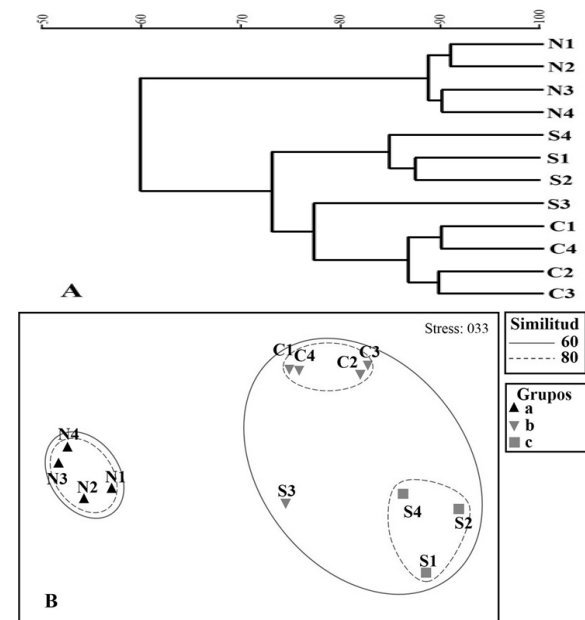 -50 -60 -70 -80 -90 -100
N1
N2
N3
N4
S4
S1
S2
S3
C1
C4
C2
C3
A
Stress: 033
Similitud
60
80
Grupos
a
b
c
C1 C4 C2 C3
N4
N3 N2 N1
S3
S4 S2
S1
B